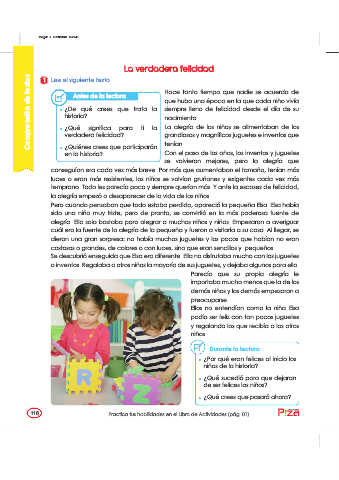 La verdadera felicidad
Comprensión de textos
1 Lee el siguiente texto
Antes de la lectura
¿De qué crees que trata la
historia?
¿Qué significa para ti la
verdadera felicidad?
¿Quiénes crees que participarán
en la historia?
Hace tanto tiempo que nadie se acuerda de
que hubo una época en la que cada niño vivía
siempre lleno de felicidad desde el día de su
nacimiento
La alegría de los niños se alimentaban de los
grandiosos y magníficos juguetes e inventos que
tenían
Con el paso de los años, los inventos y juguetes
se volvieron mejores, pero la alegría que
conseguían era cada vez más breve Por más que aumentaban el tamaño, tenían más
luces o eran más resistentes, los niños se volvían gruñones y exigentes cada vez más
temprano Todo les parecía poco y siempre querían más Y ante la escasez de felicidad,
la alegría empezó a desaparecer de la vida de los niños
Pero cuando pensaban que todo estaba perdido, apareció la pequeña Elsa Elsa había
sido una niña muy triste, pero de pronto, se convirtió en la más poderosa fuente de
alegría Ella sola bastaba para alegrar a muchos niños y niñas Empezaron a averiguar
cuál era la fuente de la alegría de la pequeña y fueron a visitarla a su casa Al llegar, se
dieron una gran sorpresa: no había muchos juguetes y los pocos que habían no eran
costosos o grandes, de colores o con luces, sino que eran sencillos y pequeños
Se descubrió enseguida que Elsa era diferente Ella no disfrutaba mucho con los juguetes
o inventos Regalaba a otros niños la mayoría de sus juguetes, y dejaba algunos para ella
Parecía que su propia alegría le
importaba mucho menos que la de los
demás niños y los demás empezaron a
preocuparse
Ellos no entendían como la niña Elsa
podía ser feliz con tan pocos juguetes
y regalando los que recibía a los otros
niños
Durante la lectura
¿Por qué eran felices al inicio los
niños de la historia?
¿Qué sucedió para que dejaran
de ser felices los niños?
¿Qué crees que pasará ahora?
R
Z
118
Practica tus habilidades en el Libro de Actividades (pág. 61)